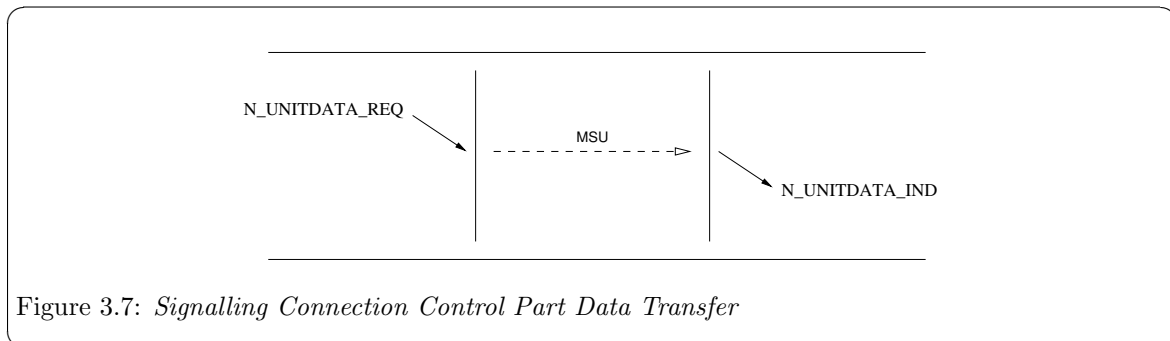 N_UNITDATA_REQ
MSU
N_UNITDATA_IND
Figure 3.7: Signalling Connection Control Part Data Transfer